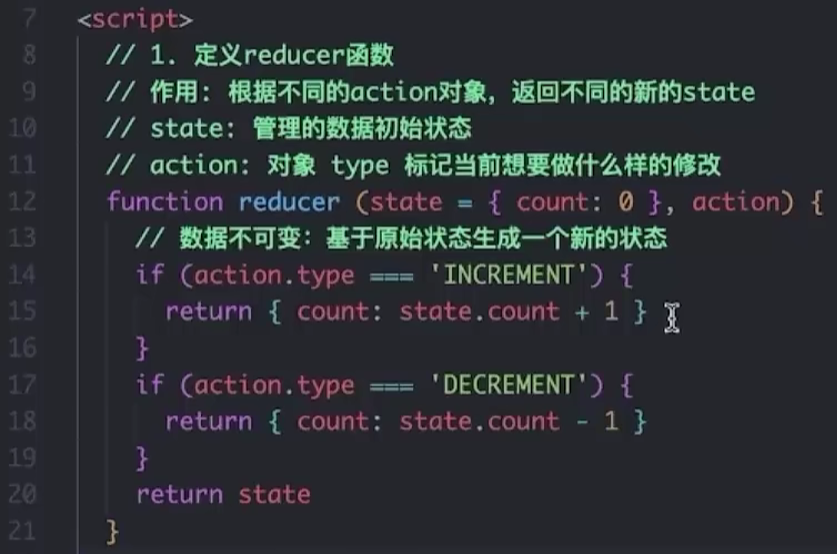 7 <script>
8 // 1. 定义reducer函数
9 // 作用: 根据不同的action对象, 返回不同的新的state
10 // state: 管理的数据初始状态
11 // action: 对象 type 标记当前想要做什么样的修改
12 function reducer (state = { count: 0 }, action) {
13 // 数据不可变: 基于原始状态生成一个新的状态
14 if (action.type === 'INCREMENT') {
15 return { count: state.count + 1 }
16 }
17 if (action.type === 'DECREMENT') {
18 return { count: state.count - 1 }
19 }
20 return state
21 }